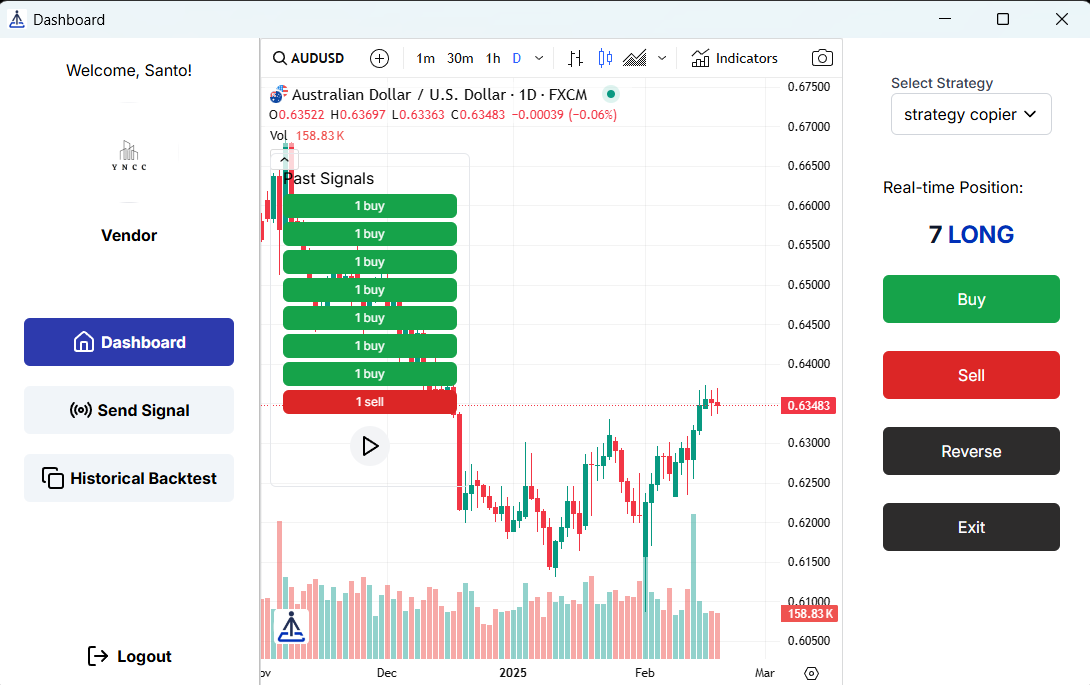 Dashboard
Welcome, Santo!
YNCC
Vendor
Dashboard
Send Signal
Historical Backtest
Logout
AUDUSD 1m 30m 1h D Indicators
Australian Dollar / U.S. Dollar · 1D · FXCM
O0.63522 H0.63697 L0.63363 C0.63483 −0.00039 (−0.06%)
Vol 158.83 K
Past Signals
1 buy
1 buy
1 buy
1 buy
1 buy
1 buy
1 buy
1 sell
0.67500
0.67000
0.66500
0.66000
0.65500
0.65000
0.64500
0.64000
0.63483
0.63000
0.62500
0.62000
0.61500
0.61000
158.83 K
0.60500
ov Dec 2025 Feb Mar
Select Strategy
strategy copier
Real-time Position:
7 LONG
Buy
Sell
Reverse
Exit